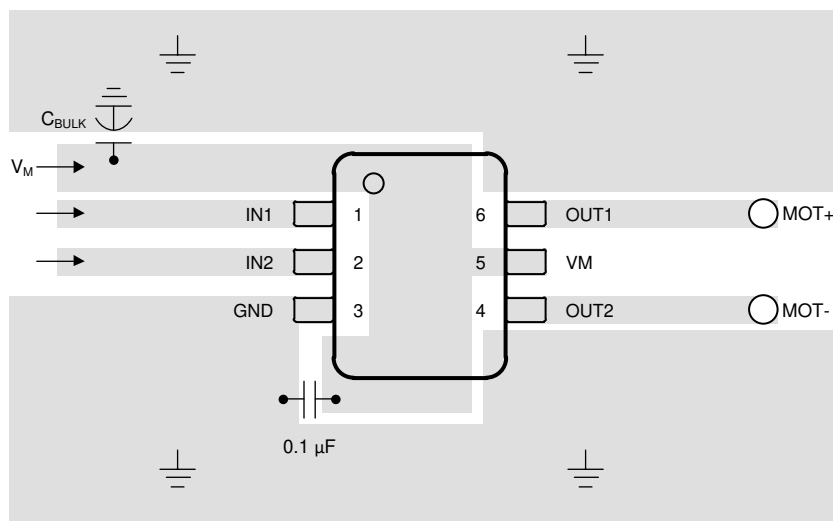 C_BULK
V_M
IN1 1 6 OUT1 MOT+
IN2 2 5 VM
GND 3 4 OUT2 MOT-
0.1 µF